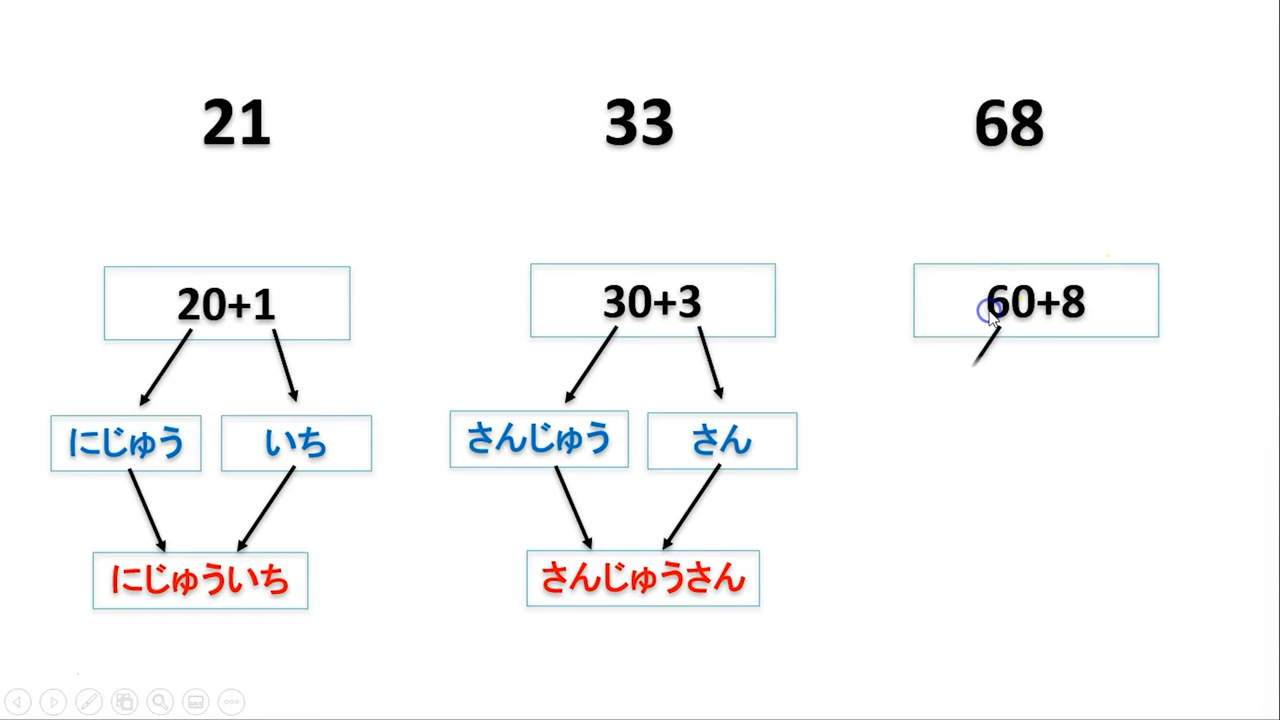 21
33
68
20+1
30+3
60+8
にじゅう
いち
さんじゅう
さん
にじゅういち
さんじゅうさん